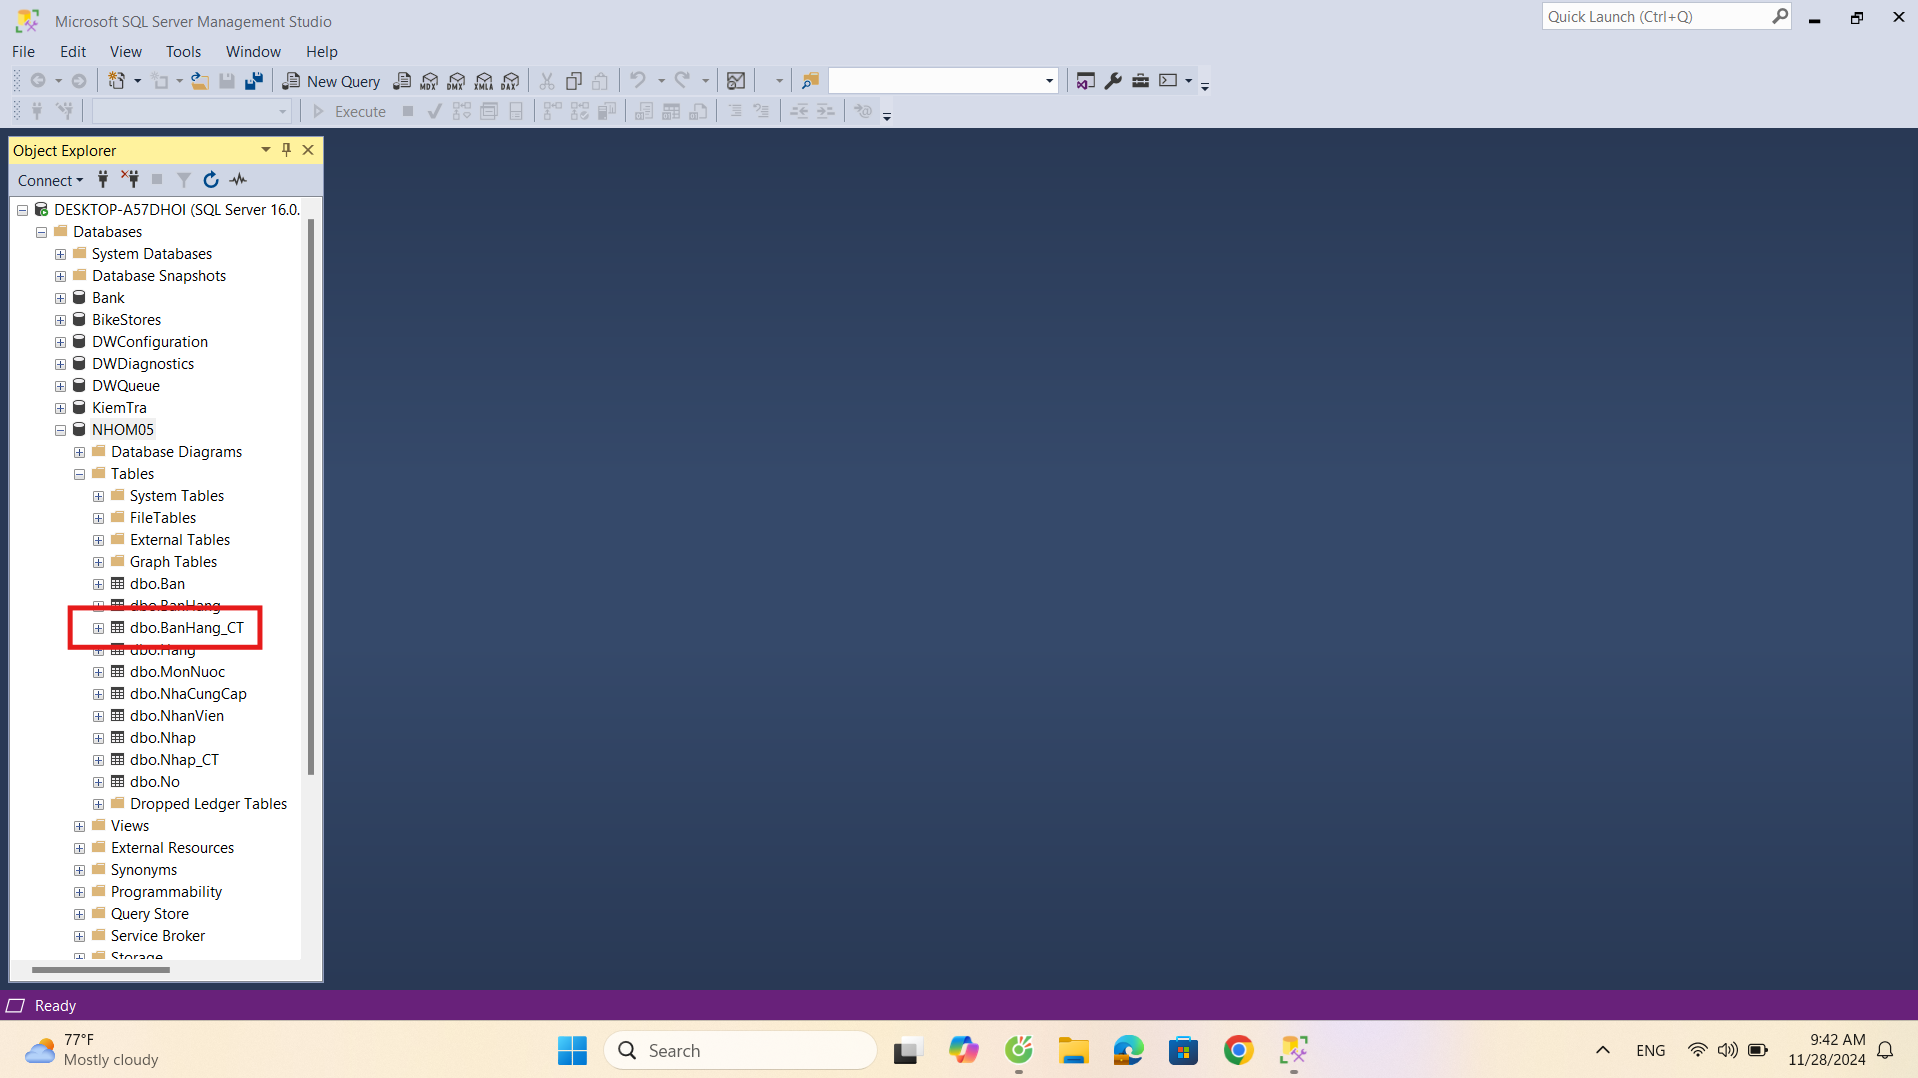 Microsoft SQL Server Management Studio
Quick Launch (Ctrl+Q)
File Edit View Tools Window Help
New Query MDX DMX XMLA DAX
Execute
Object Explorer
Connect
DESKTOP-A57DHOI (SQL Server 16.0.
Databases
System Databases
Database Snapshots
Bank
BikeStores
DWConfiguration
DWDiagnostics
DWQueue
KiemTra
NHOM05
Database Diagrams
Tables
System Tables
FileTables
External Tables
Graph Tables
dbo.Ban
dbo.BanHang
dbo.BanHang_CT
dbo.Hang
dbo.MonNuoc
dbo.NhaCungCap
dbo.NhanVien
dbo.Nhap
dbo.Nhap_CT
dbo.No
Dropped Ledger Tables
Views
External Resources
Synonyms
Programmability
Query Store
Service Broker
Storage
Ready
77°F
Mostly cloudy
Search
ENG
9:42 AM
11/28/2024